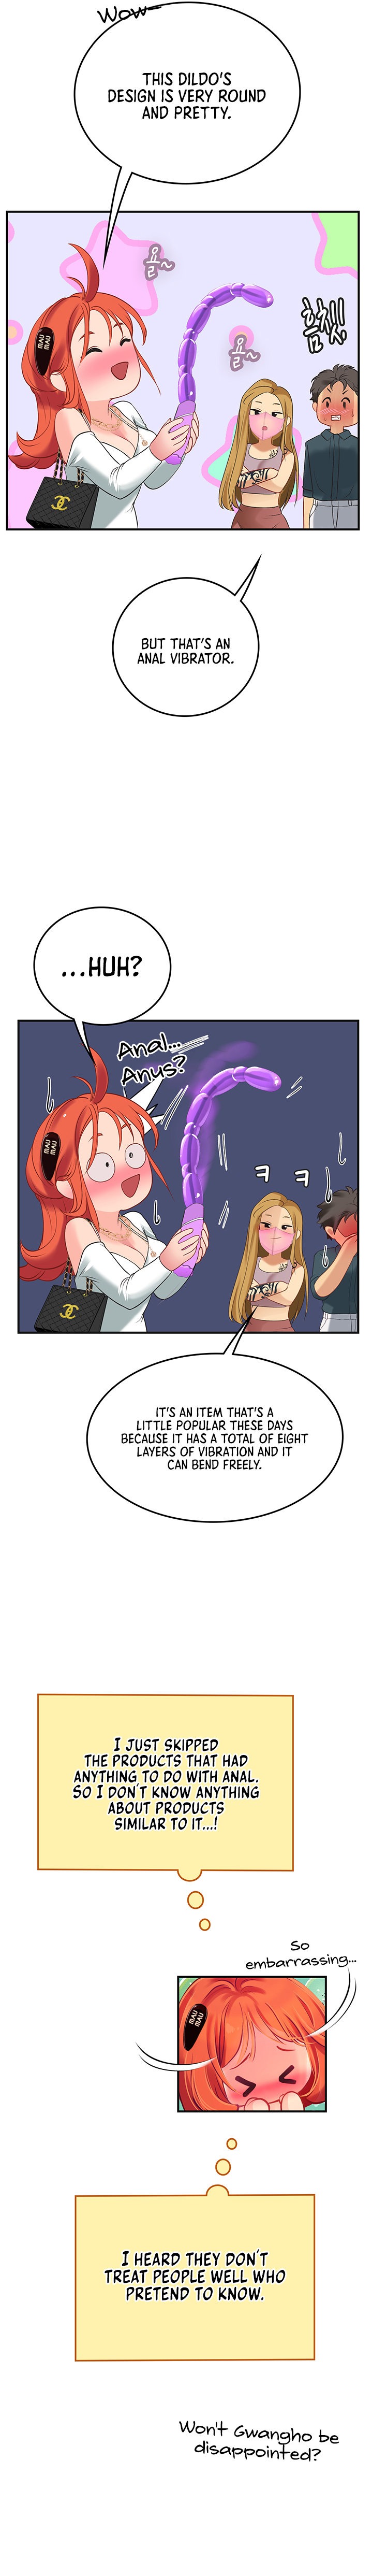 Wow—
THIS DILDO'S
DESIGN IS VERY ROUND
AND PRETTY.
욜~
욜~
흠칫!!
MAU
MAU
BUT THAT'S AN
ANAL VIBRATOR.
...HUH?
Anal...
Anus?
MAU
MAU
ㅋ ㅋ
IT'S AN ITEM THAT'S A
LITTLE POPULAR THESE DAYS
BECAUSE IT HAS A TOTAL OF EIGHT
LAYERS OF VIBRATION AND IT
CAN BEND FREELY.
I JUST SKIPPED
THE PRODUCTS THAT HAD
ANYTHING TO DO WITH ANAL.
SO I DON'T KNOW ANYTHING
ABOUT PRODUCTS
SIMILAR TO IT...!
So
embarrassing...
MAU
MAU
I HEARD THEY DON'T
TREAT PEOPLE WELL WHO
PRETEND TO KNOW.
Won't Gwangho be
disappointed?